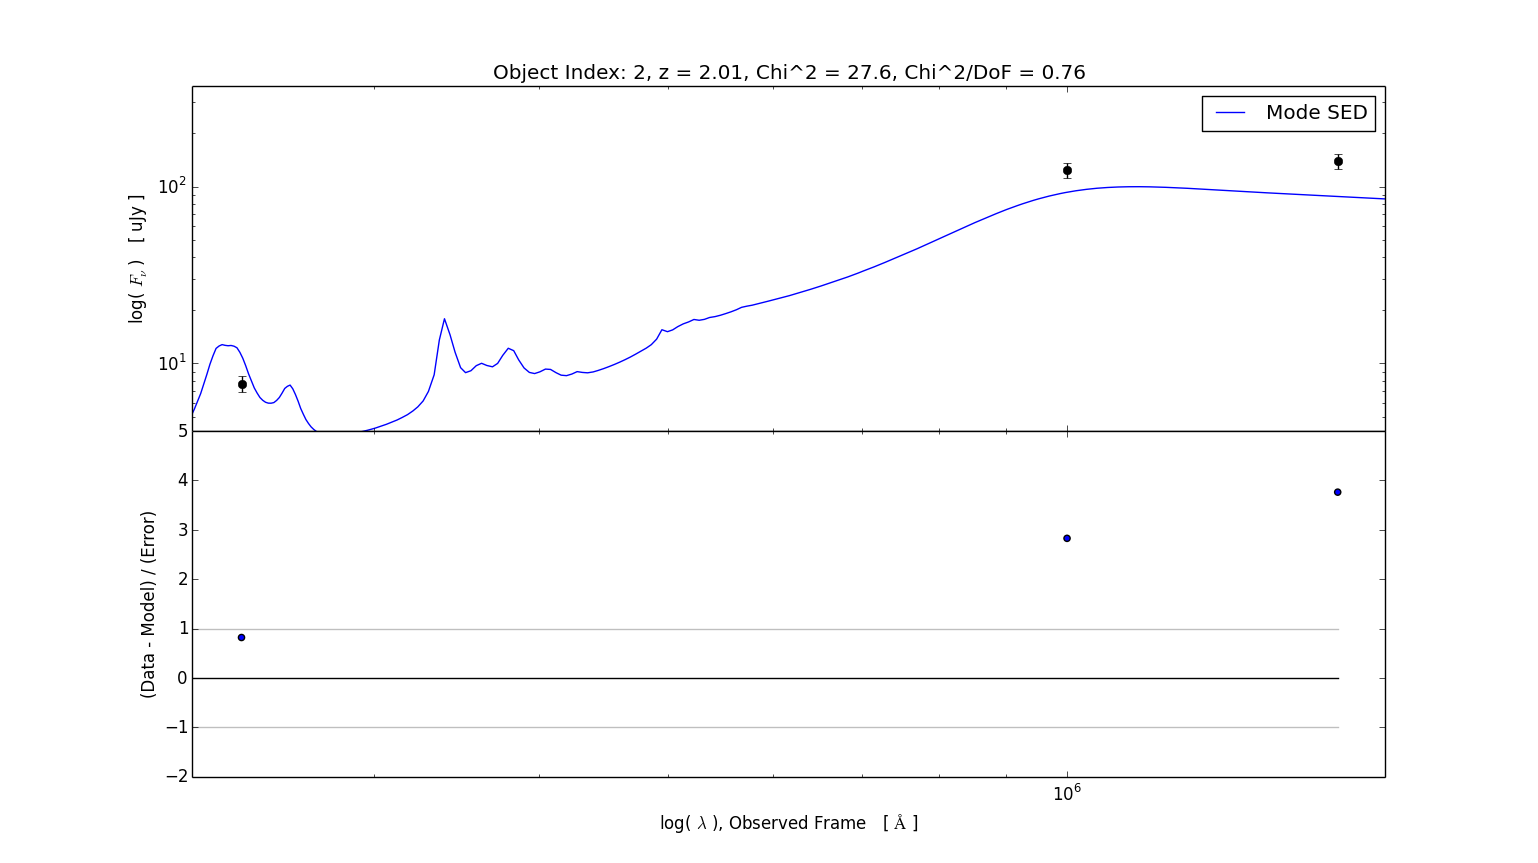 Object Index: 2, z = 2.01, Chi^2 = 27.6, Chi^2/DoF = 0.76
Mode SED
log( F_ν )   [ uJy ]
10^2
10^1
(Data - Model) / (Error)
5
4
3
2
1
0
−1
−2
10^6
log( λ ), Observed Frame   [ Å ]